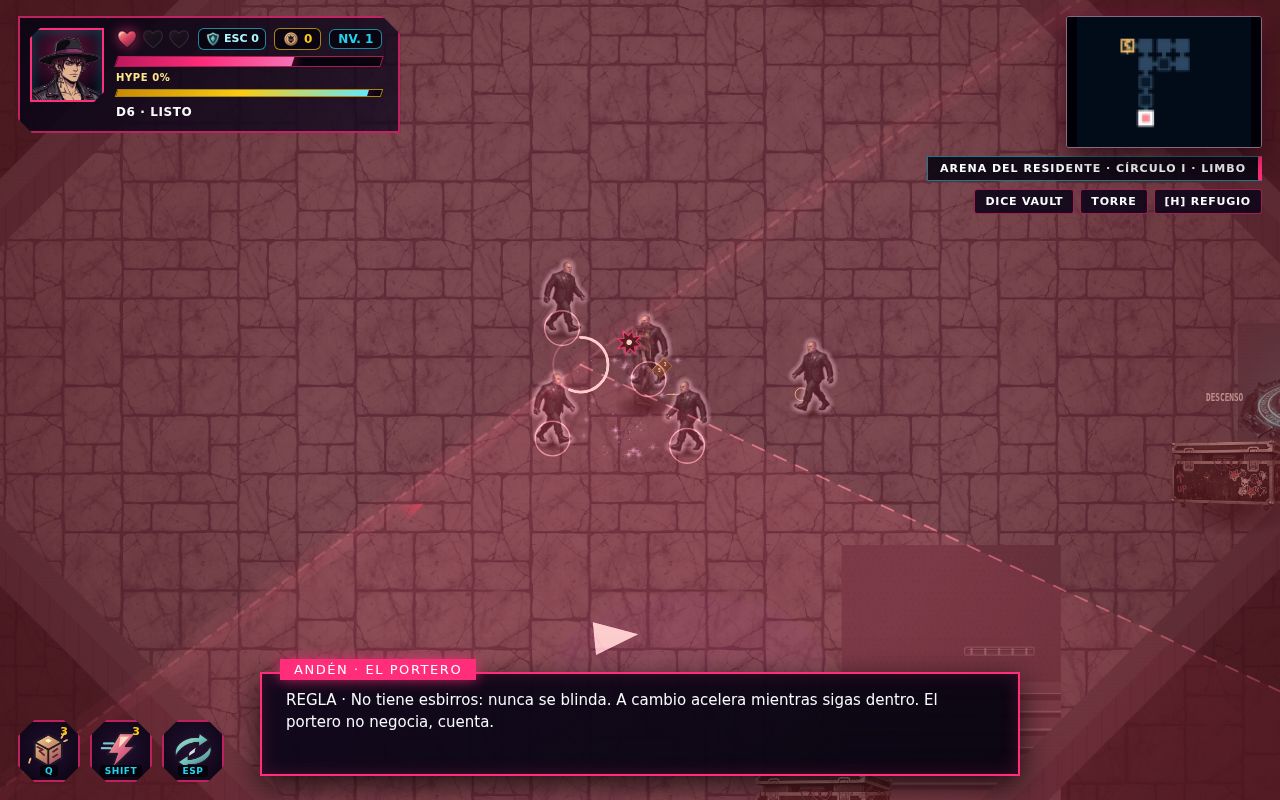 ESC 0
0
NV. 1
HYPE 0%
D6 · LISTO
ARENA DEL RESIDENTE · CÍRCULO I · LIMBO
DICE VAULT
TORRE
[H] REFUGIO
DESCENSO
UP
ANDÉN · EL PORTERO
REGLA · No tiene esbirros: nunca se blinda. A cambio acelera mientras sigas dentro. El
portero no negocia, cuenta.
3
Q
3
SHIFT
ESP